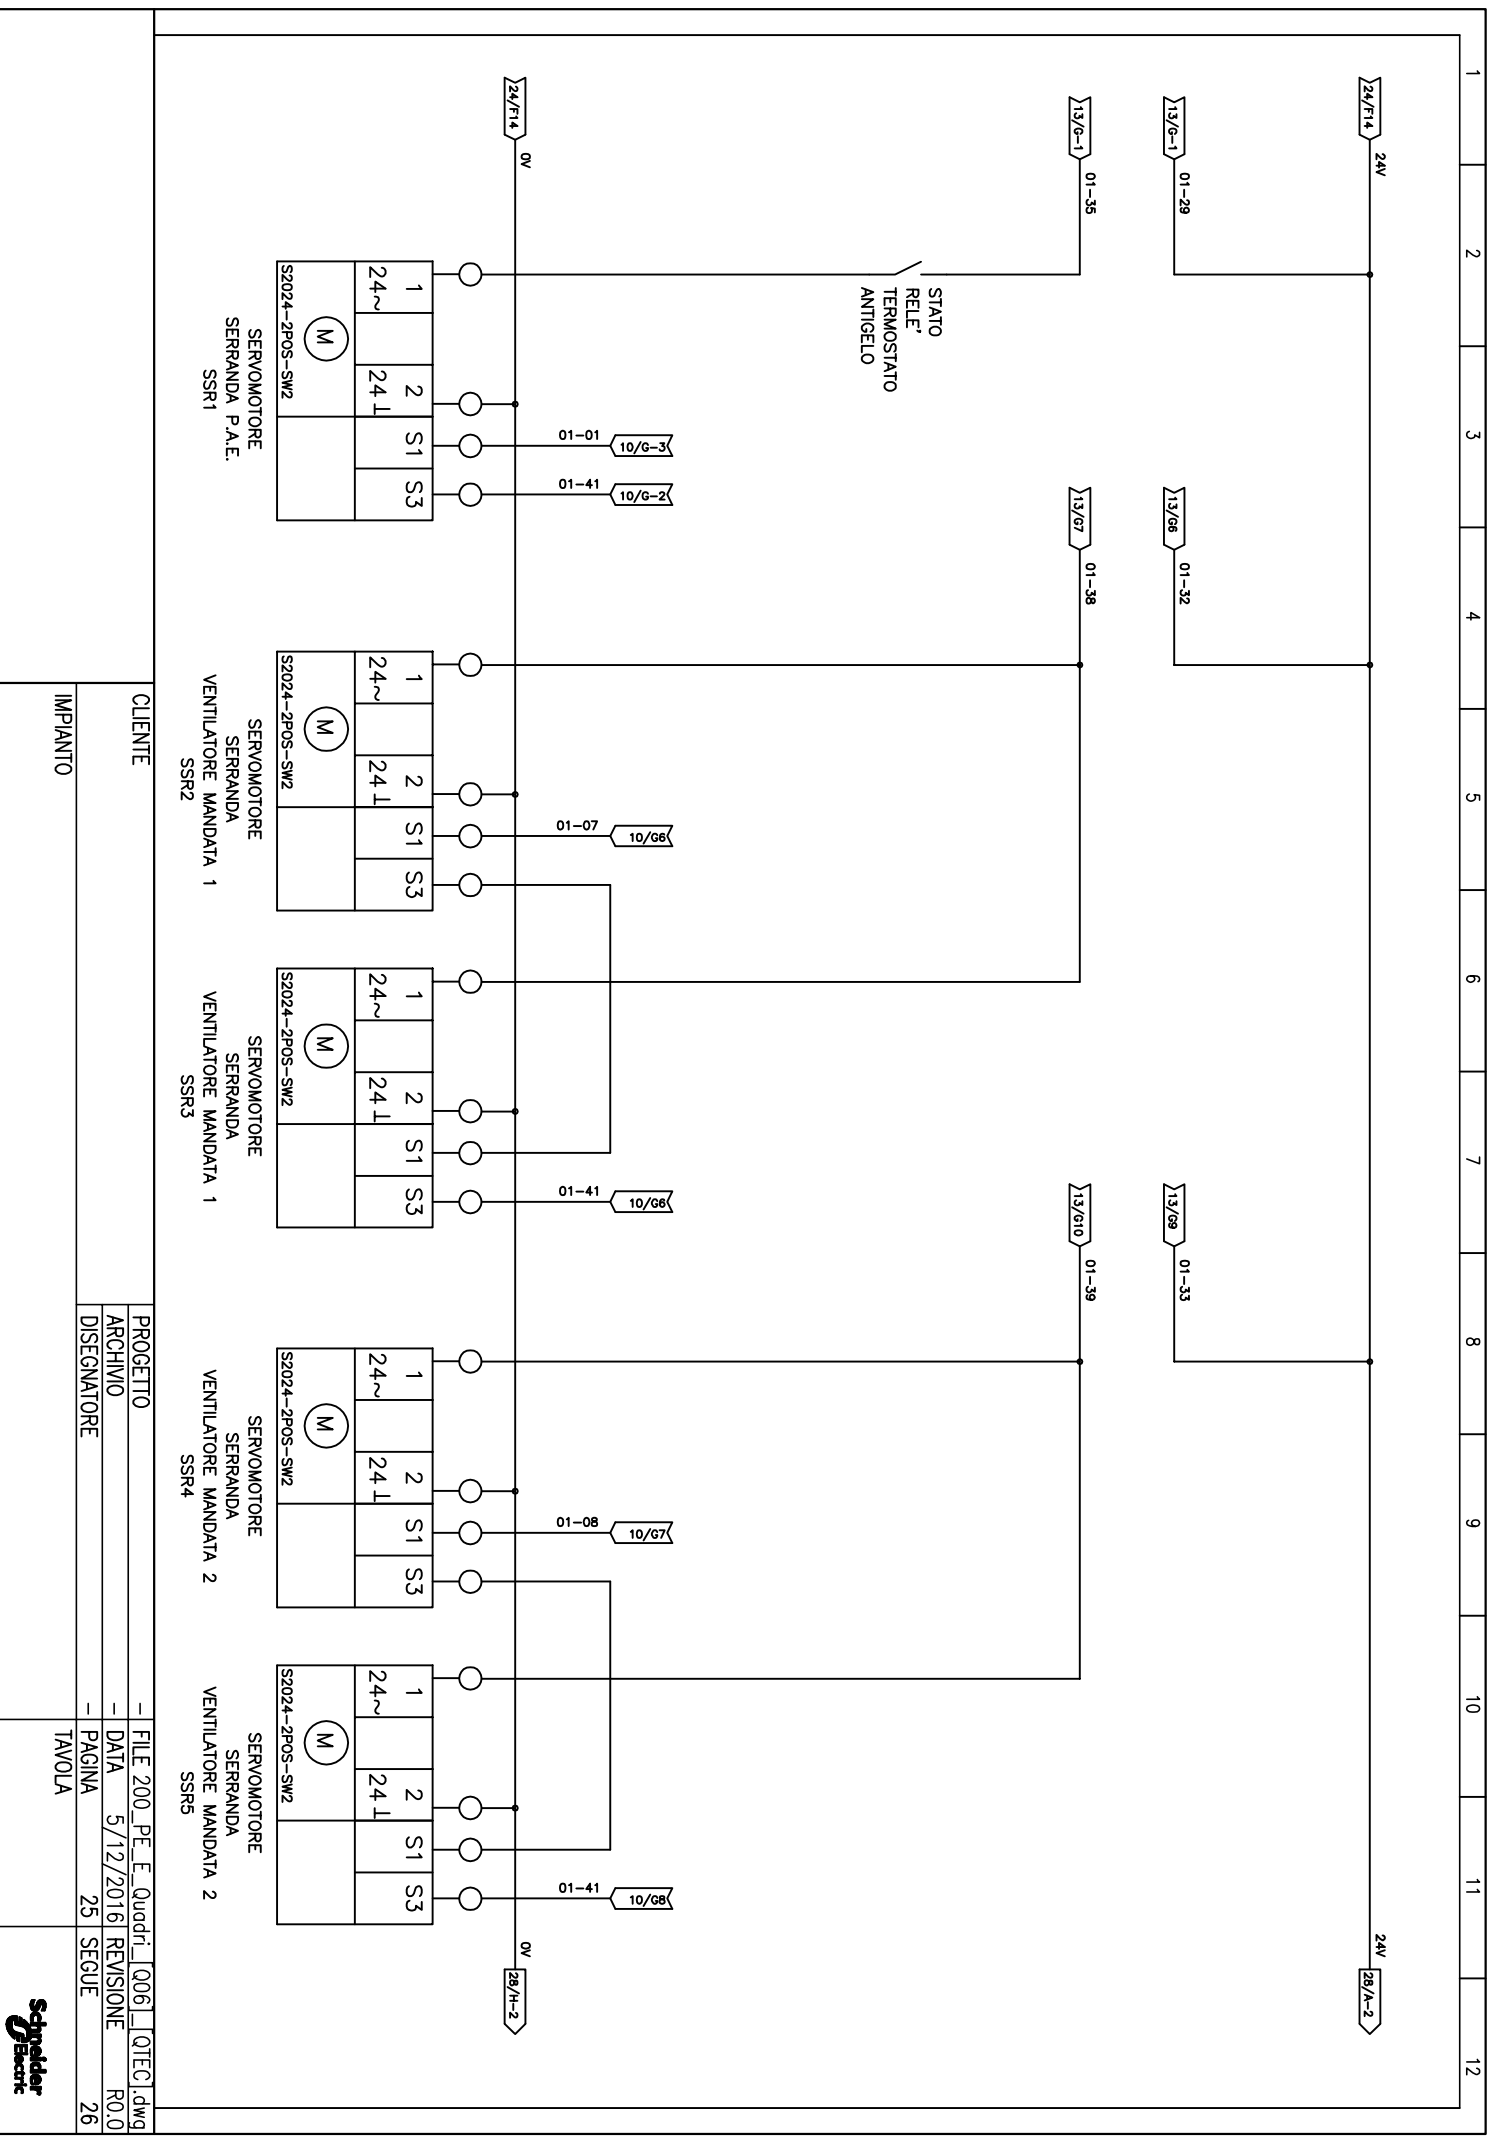 1
2
3
4
5
6
7
8
9
10
11
12
24/F14
24V
24V
28/A-2
13/G-1
01-29
13/G6
01-32
13/G9
01-33
13/G-1
01-35
13/G7
01-38
13/G10
01-39
STATO
RELE'
TERMOSTATO
ANTIGELO
10/G-3
01-01
10/G-2
01-41
10/G6
01-07
10/G6
01-41
10/G7
01-08
10/G8
01-41
24/F14
0V
0V
28/H-2
1
24~
2
24⊥
S1
S3
M
S2024-2POS-SW2
SERVOMOTORE
SERRANDA P.A.E.
SSR1
1
24~
2
24⊥
S1
S3
M
S2024-2POS-SW2
SERVOMOTORE
SERRANDA
VENTILATORE MANDATA 1
SSR2
1
24~
2
24⊥
S1
S3
M
S2024-2POS-SW2
SERVOMOTORE
SERRANDA
VENTILATORE MANDATA 1
SSR3
1
24~
2
24⊥
S1
S3
M
S2024-2POS-SW2
SERVOMOTORE
SERRANDA
VENTILATORE MANDATA 2
SSR4
1
24~
2
24⊥
S1
S3
M
S2024-2POS-SW2
SERVOMOTORE
SERRANDA
VENTILATORE MANDATA 2
SSR5
CLIENTE
IMPIANTO
PROGETTO -
ARCHIVIO -
DISEGNATORE -
FILE 200_PE_E_Quadri_[Q06]_[QTEC].dwg
DATA 5/12/2016 REVISIONE R0.0
PAGINA 25 SEGUE 26
TAVOLA
Schneider
Electric